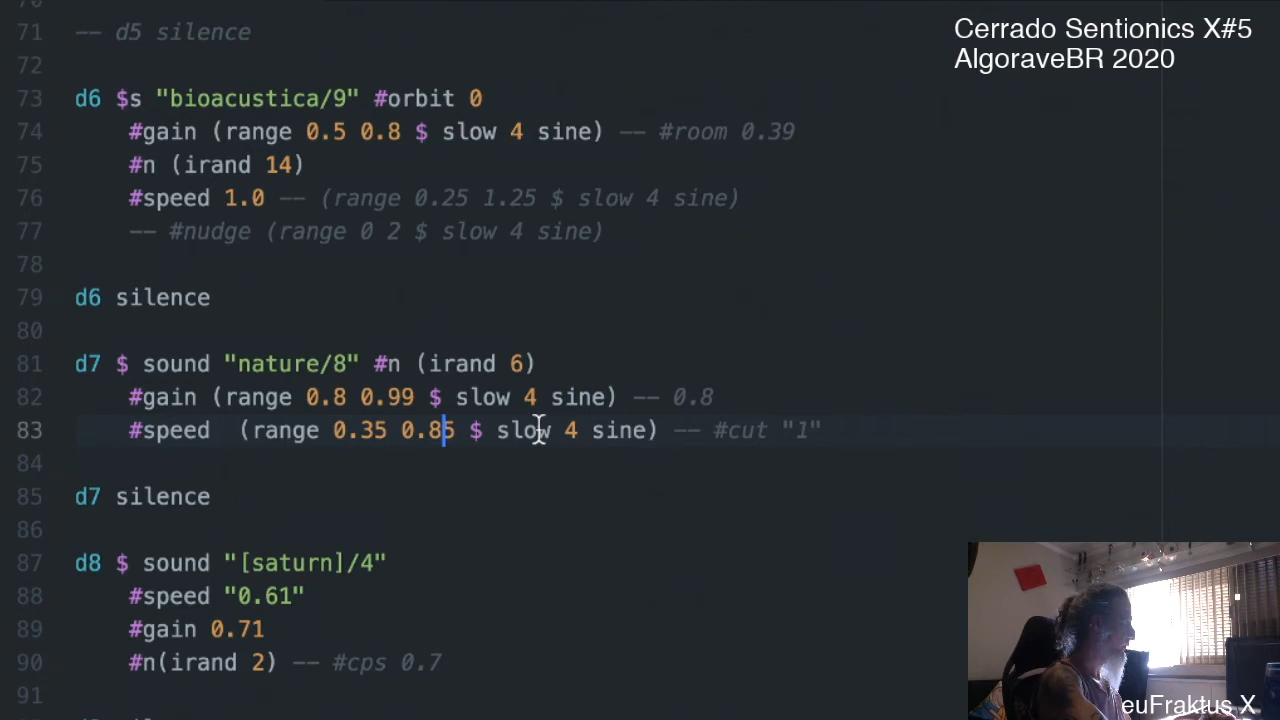 Cerrado Sentionics X#5
AlgoraveBR 2020
71 -- d5 silence
72
73 d6 $s "bioacustica/9" #orbit 0
74 #gain (range 0.5 0.8 $ slow 4 sine) -- #room 0.39
75 #n (irand 14)
76 #speed 1.0 -- (range 0.25 1.25 $ slow 4 sine)
77 -- #nudge (range 0 2 $ slow 4 sine)
78
79 d6 silence
80
81 d7 $ sound "nature/8" #n (irand 6)
82 #gain (range 0.8 0.99 $ slow 4 sine) -- 0.8
83 #speed  (range 0.35 0.85 $ slow 4 sine) -- #cut "1"
84
85 d7 silence
86
87 d8 $ sound "[saturn]/4"
88 #speed "0.61"
89 #gain 0.71
90 #n(irand 2) -- #cps 0.7
91
euFraktus X